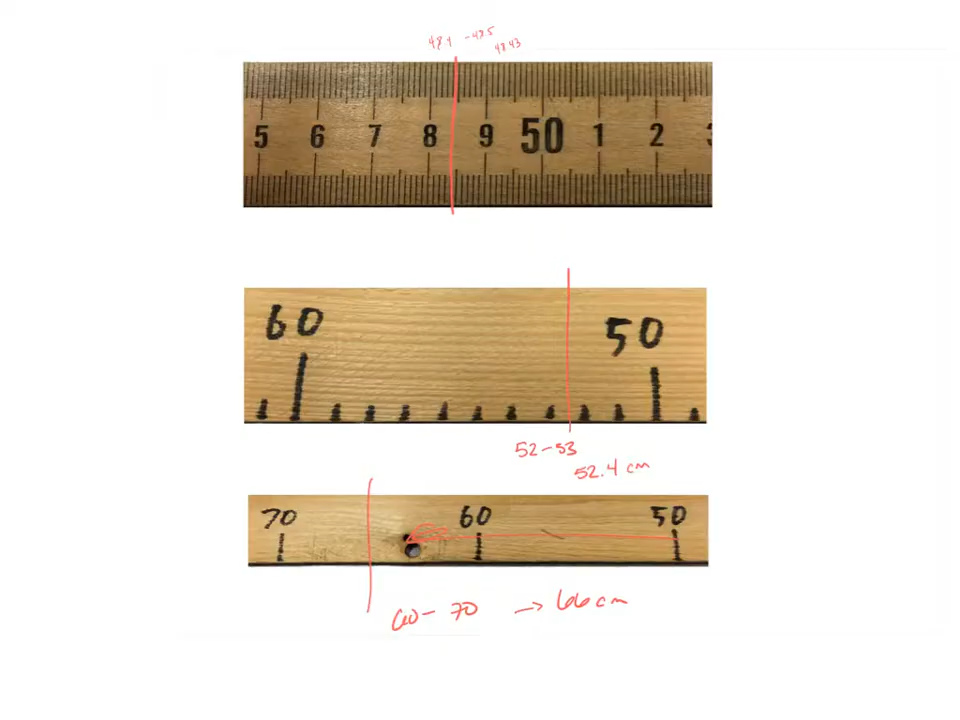 48.4 - 48.5
48.43
5 6 7 8 9 50 1 2 3
60 50
52 - 53
52.4 cm
70 60 50
60 - 70 → 66 cm